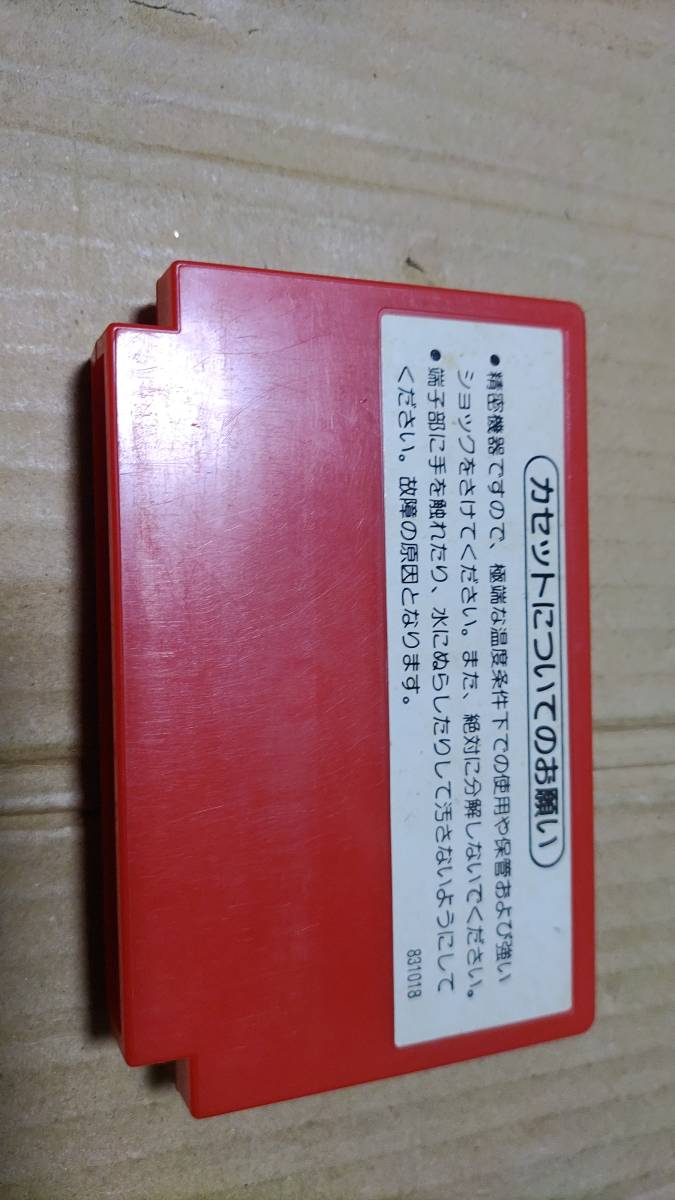 カセットについてのお願い
●精密機器ですので、極端な温度条件下での使用や保管および強い
ショックをさけてください。また、絶対に分解しないでください。
●端子部に手を触れたり、水にぬらしたりして汚さないようにして
ください。故障の原因となります。
831018